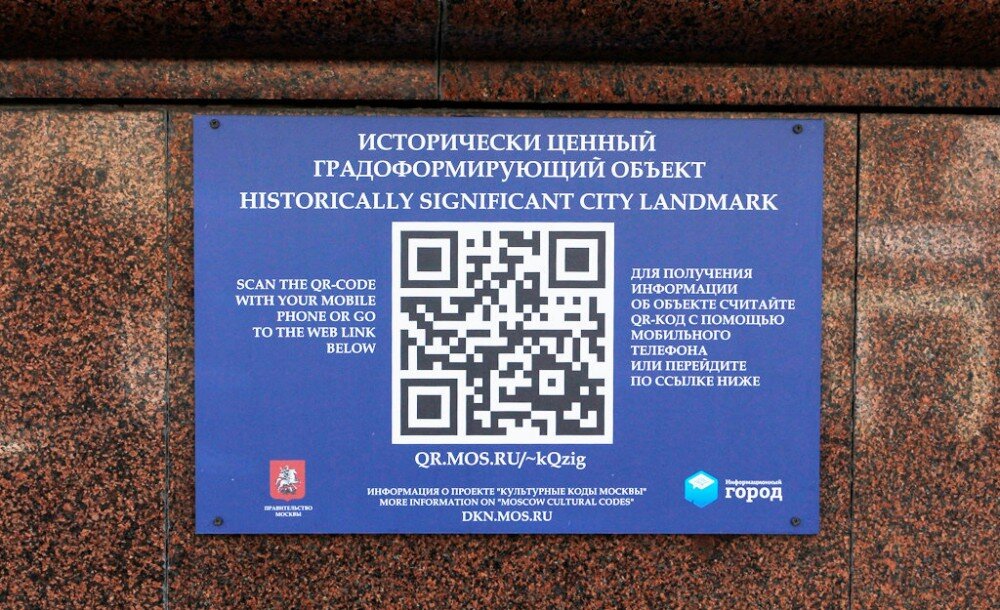 ИСТОРИЧЕСКИ ЦЕННЫЙ
ГРАДОФОРМИРУЮЩИЙ ОБЪЕКТ
HISTORICALLY SIGNIFICANT CITY LANDMARK
SCAN THE QR-CODE
WITH YOUR MOBILE
PHONE OR GO
TO THE WEB LINK
BELOW
ДЛЯ ПОЛУЧЕНИЯ
ИНФОРМАЦИИ
ОБ ОБЪЕКТЕ СЧИТАЙТЕ
QR-КОД С ПОМОЩЬЮ
МОБИЛЬНОГО
ТЕЛЕФОНА
ИЛИ ПЕРЕЙДИТЕ
ПО ССЫЛКЕ НИЖЕ
QR.MOS.RU/~kQzig
ПРАВИТЕЛЬСТВО
МОСКВЫ
ИНФОРМАЦИЯ О ПРОЕКТЕ "КУЛЬТУРНЫЕ КОДЫ МОСКВЫ"
MORE INFORMATION ON "MOSCOW CULTURAL CODES"
DKN.MOS.RU
Информационный
город